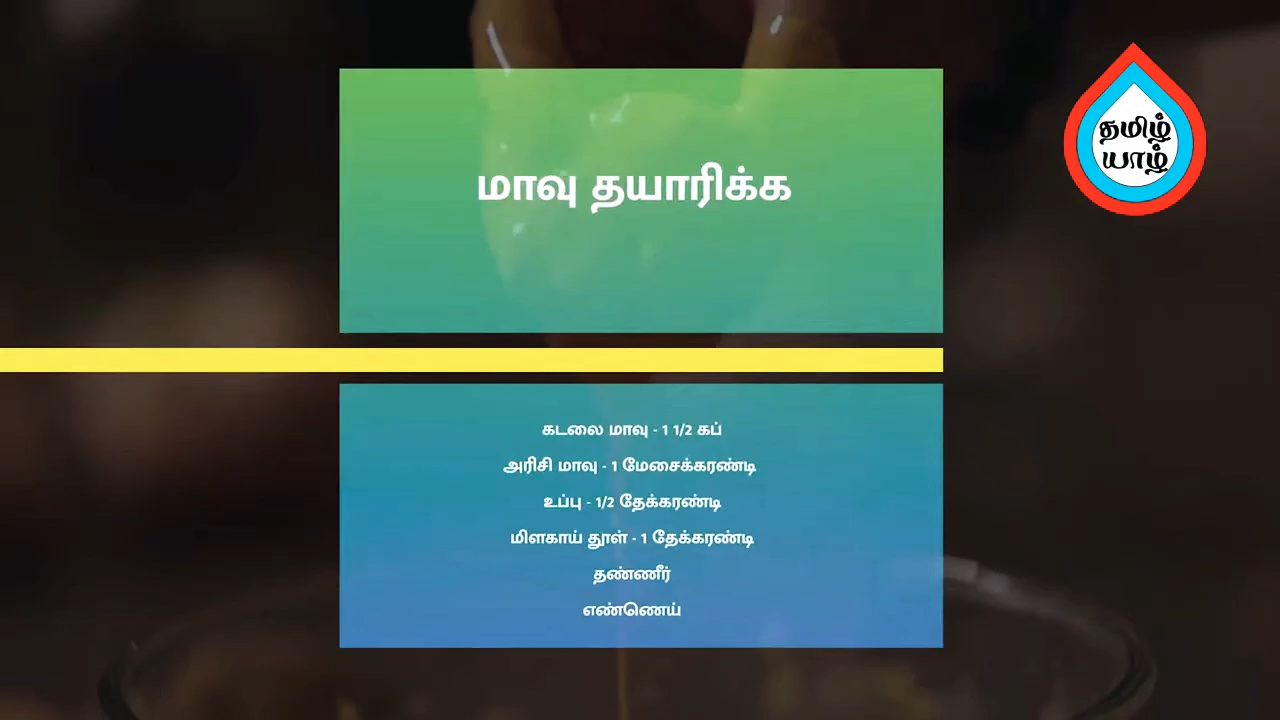 மாவு தயாரிக்க
தமிழ்
யாழ்
கடலை மாவு - 1 1/2 கப்
அரிசி மாவு - 1 மேசைக்கரண்டி
உப்பு - 1/2 தேக்கரண்டி
மிளகாய் தூள் - 1 தேக்கரண்டி
தண்ணீர்
எண்ணெய்